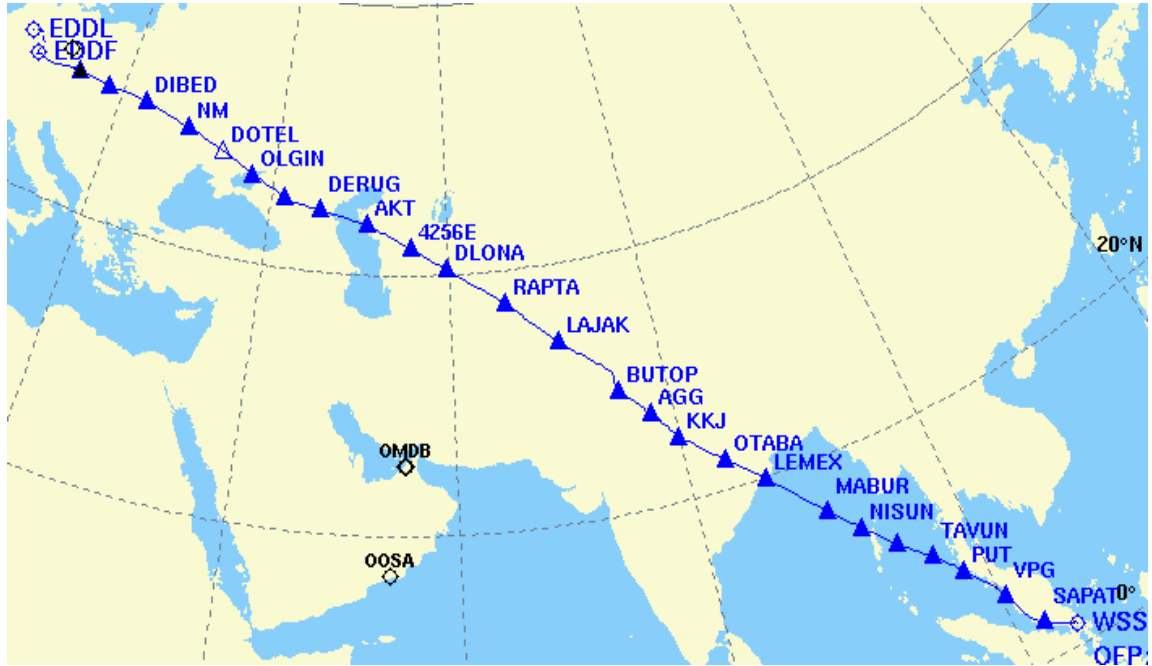 EDDL
EDDF
DIBED
NM
DOTEL
OLGIN
DERUG
AKT
4256E
DLONA
20°N
RAPTA
LAJAK
BUTOP
AGG
KKJ
OTABA
OMDB
LEMEX
MABUR
NISUN
TAVUN
PUT
OOSA
VPG
SAPAT
0°
WSS
OFP